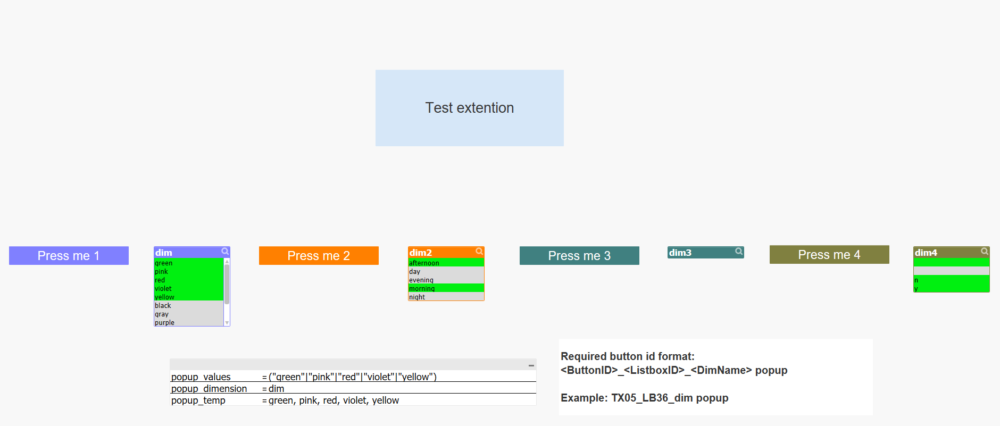 Test extention
Press me 1
dim
green
pink
red
violet
yellow
black
gray
purple
Press me 2
dim2
afternoon
day
evening
morning
night
Press me 3
dim3
Press me 4
dim4
n
y
popup_values = ("green"|"pink"|"red"|"violet"|"yellow")
popup_dimension = dim
popup_temp = green, pink, red, violet, yellow
Required button id format:
<ButtonID>_<ListboxID>_<DimName> popup
Example: TX05_LB36_dim popup